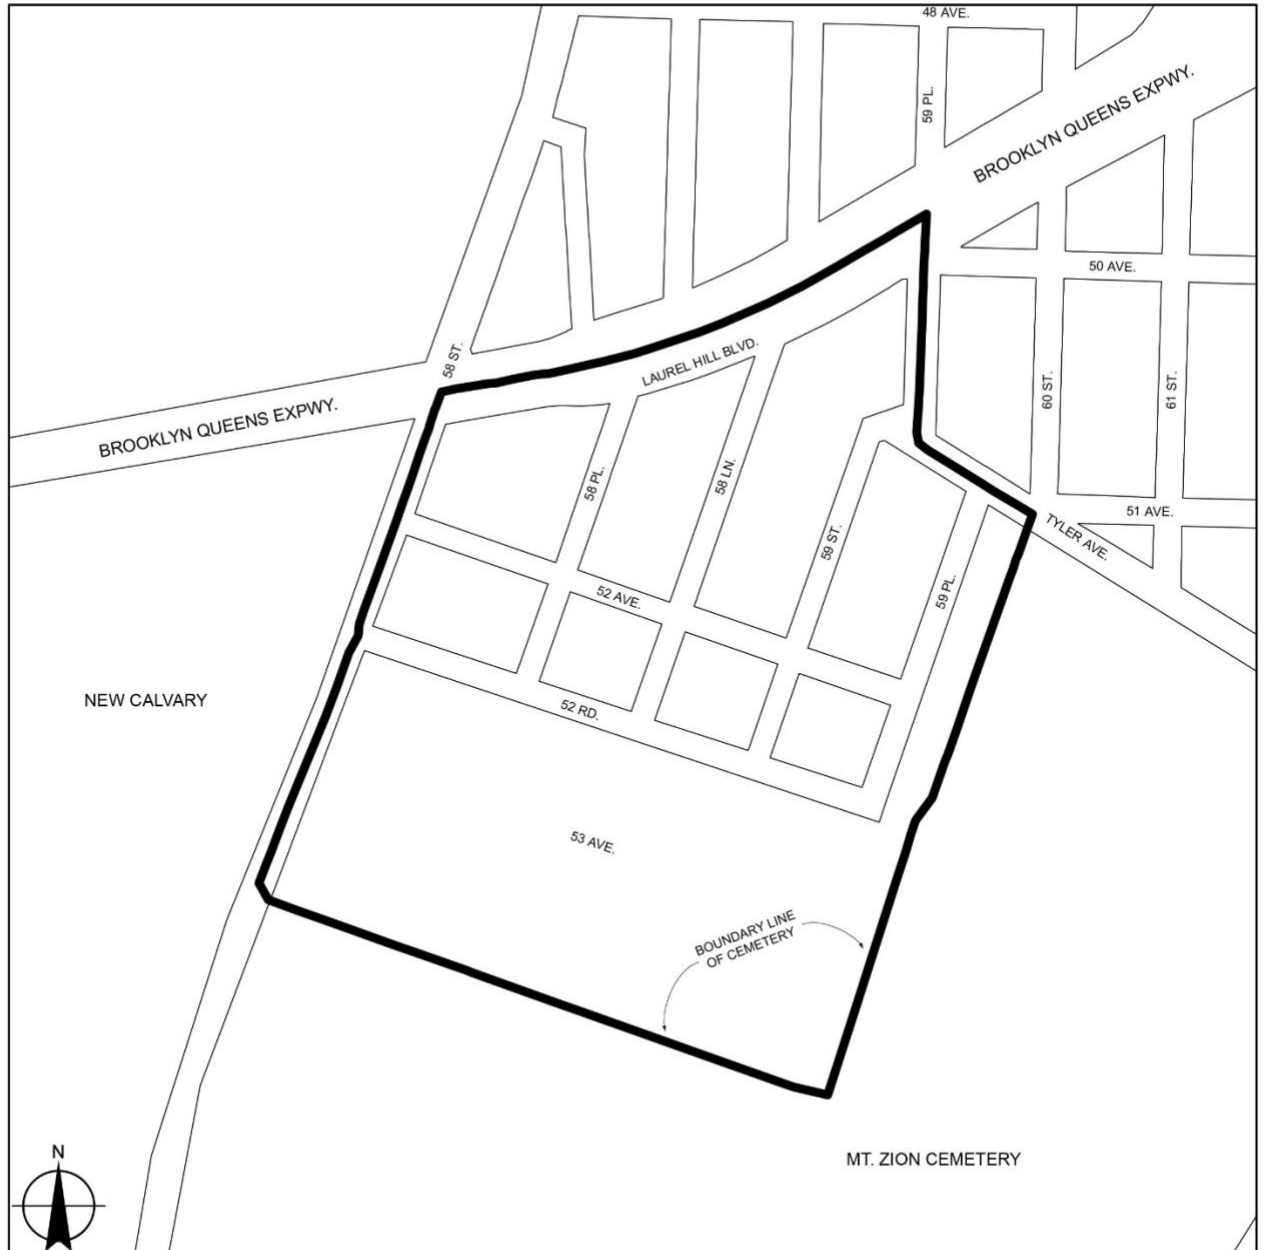 48 AVE.
59 PL.
BROOKLYN QUEENS EXPWY.
50 AVE.
58 ST.
LAUREL HILL BLVD.
60 ST.
61 ST.
BROOKLYN QUEENS EXPWY.
58 PL.
58 LN.
51 AVE.
TYLER AVE.
59 ST.
59 PL.
52 AVE.
NEW CALVARY
52 RD.
53 AVE.
BOUNDARY LINE
OF CEMETERY
N
MT. ZION CEMETERY